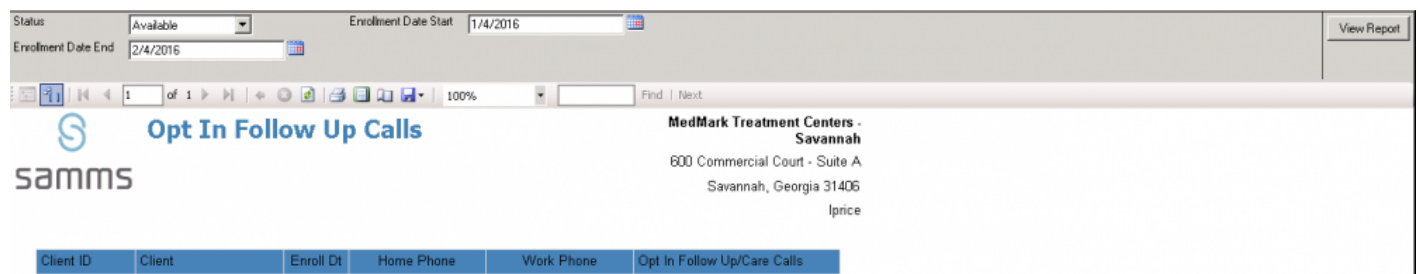 Status Available Enrollment Date Start 1/4/2016 View Report
Enrollment Date End 2/4/2016
1 of 1 100% Find | Next
Opt In Follow Up Calls
samms
MedMark Treatment Centers -
Savannah
600 Commercial Court - Suite A
Savannah, Georgia 31406
lprice
Client ID Client Enroll Dt Home Phone Work Phone Opt In Follow Up/Care Calls